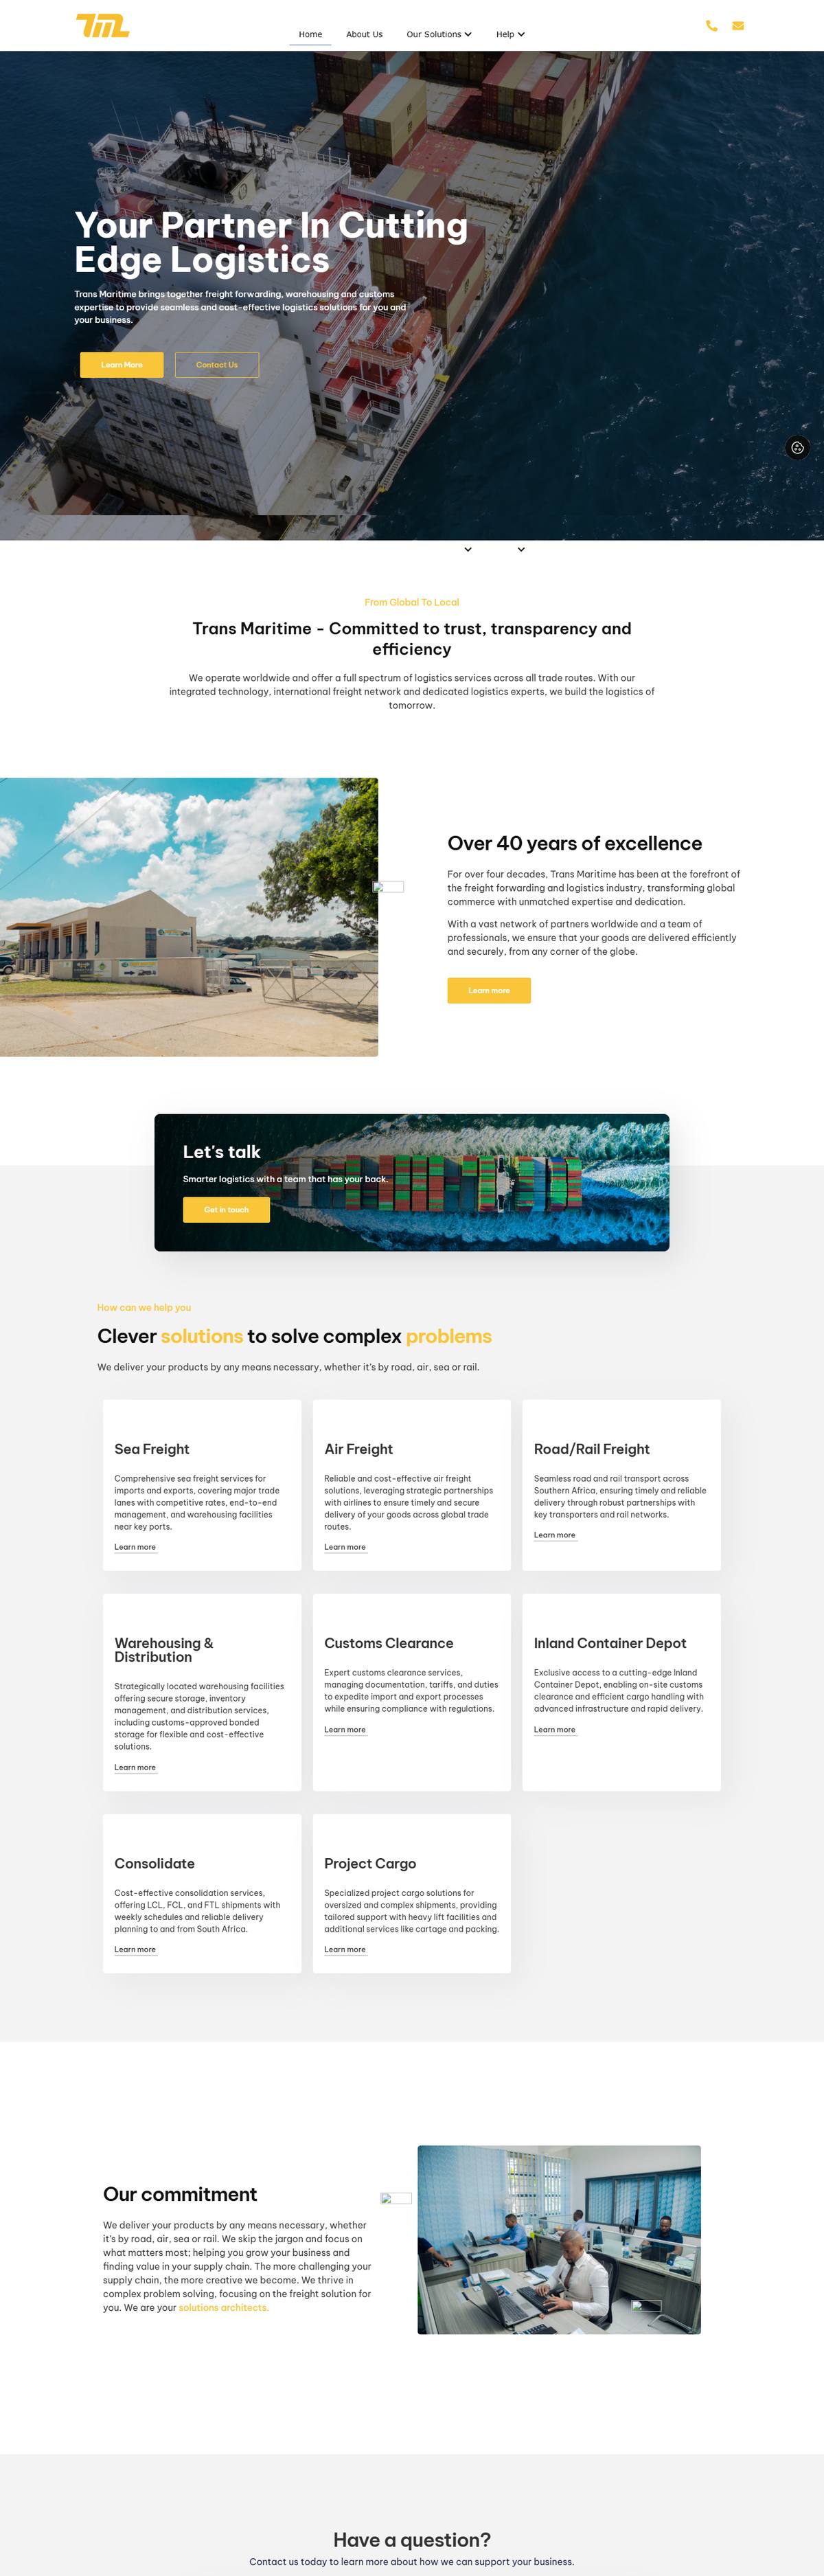 TML
Home
About Us
Our Solutions
Help
Your Partner In Cutting
Edge Logistics
Trans Maritime brings together freight forwarding, warehousing and customs
expertise to provide seamless and cost-effective logistics solutions for you and
your business.
Learn More
Contact Us
From Global To Local
Trans Maritime - Committed to trust, transparency and
efficiency
We operate worldwide and offer a full spectrum of logistics services across all trade routes. With our
integrated technology, international freight network and dedicated logistics experts, we build the logistics of
tomorrow.
Over 40 years of excellence
For over four decades, Trans Maritime has been at the forefront of
the freight forwarding and logistics industry, transforming global
commerce with unmatched expertise and dedication.
With a vast network of partners worldwide and a team of
professionals, we ensure that your goods are delivered efficiently
and securely, from any corner of the globe.
Learn more
Let's talk
Smarter logistics with a team that has your back.
Get in touch
How can we help you
Clever solutions to solve complex problems
We deliver your products by any means necessary, whether it's by road, air, sea or rail.
Sea Freight
Comprehensive sea freight services for
imports and exports, covering major trade
lanes with competitive rates, end-to-end
management, and warehousing facilities
near key ports.
Learn more
Air Freight
Reliable and cost-effective air freight
solutions, leveraging strategic partnerships
with airlines to ensure timely and secure
delivery of your goods across global trade
routes.
Learn more
Road/Rail Freight
Seamless road and rail transport across
Southern Africa, ensuring timely and reliable
delivery through robust partnerships with
key transporters and rail networks.
Learn more
Warehousing &
Distribution
Strategically located warehousing facilities
offering secure storage, inventory
management, and distribution services,
including customs-approved bonded
storage for flexible and cost-effective
solutions.
Learn more
Customs Clearance
Expert customs clearance services,
managing documentation, tariffs, and duties
to expedite import and export processes
while ensuring compliance with regulations.
Learn more
Inland Container Depot
Exclusive access to a cutting-edge Inland
Container Depot, enabling on-site customs
clearance and efficient cargo handling with
advanced infrastructure and rapid delivery.
Learn more
Consolidate
Cost-effective consolidation services,
offering LCL, FCL, and FTL shipments with
weekly schedules and reliable delivery
planning to and from South Africa.
Learn more
Project Cargo
Specialized project cargo solutions for
oversized and complex shipments, providing
tailored support with heavy lift facilities and
additional services like cartage and packing.
Learn more
Our commitment
We deliver your products by any means necessary, whether
it's by road, air, sea or rail. We skip the jargon and focus on
what matters most; helping you grow your business and
finding value in your supply chain. The more challenging your
supply chain, the more creative we become. We thrive in
complex problem solving, focusing on the freight solution for
you. We are your solutions architects.
Have a question?
Contact us today to learn more about how we can support your business.